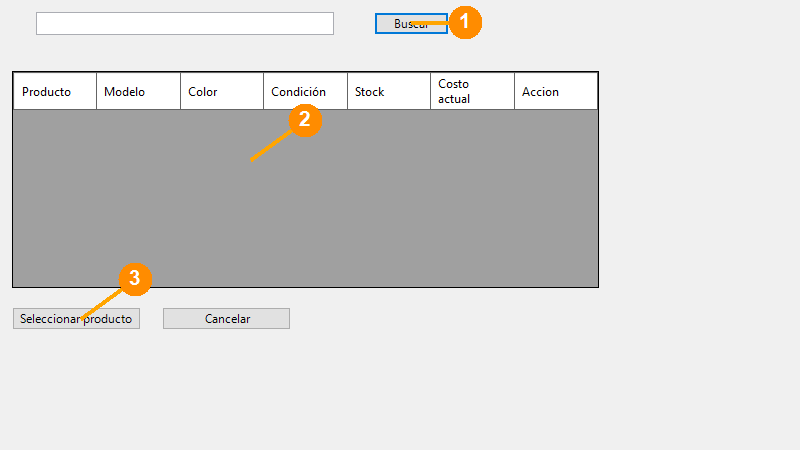 Buscar 1
Producto Modelo Color Condición Stock Costo actual Accion
2
3
Seleccionar producto Cancelar